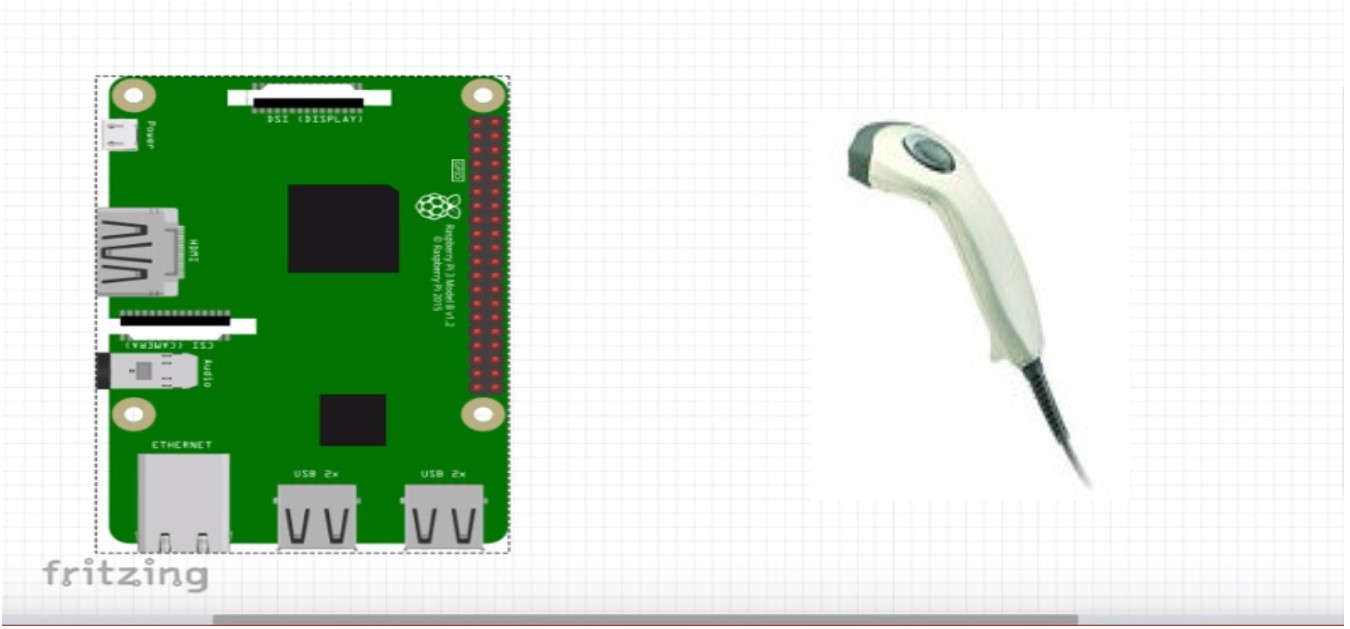 DSI (DISPLAY)
Power
GPIO
HDMI
Raspberry Pi 3 Model B v1.2
© Raspberry Pi 2015
CSI (CAMERA)
Audio
ETHERNET
USB 2x
USB 2x
fritzing